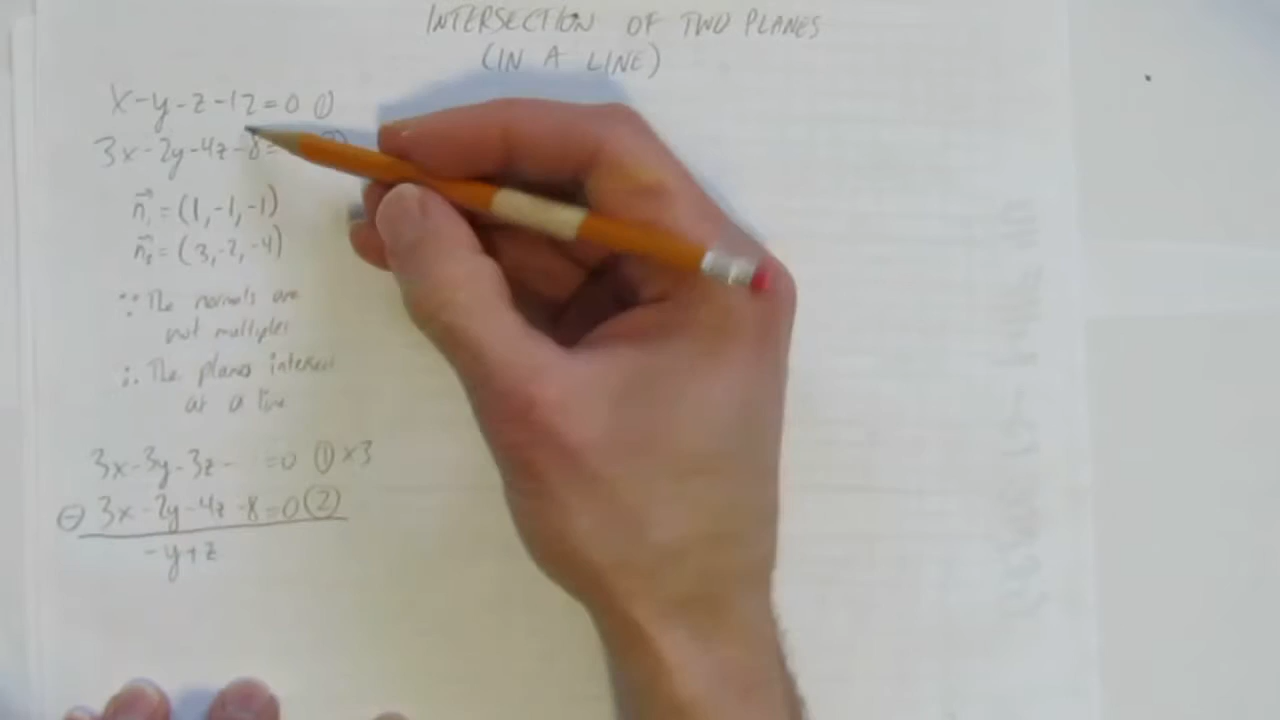 INTERSECTION OF TWO PLANES
(IN A LINE)
x-y-z-12=0 ①
3x-2y-4z-8=
n⃗₁=(1,-1,-1)
n⃗₂=(3,-2,-4)
∵ The normals are
not multiples
∴ The planes intersect
at a line
3x-3y-3z- =0 ①×3
⊖ 3x-2y-4z-8=0 ②
-y+z